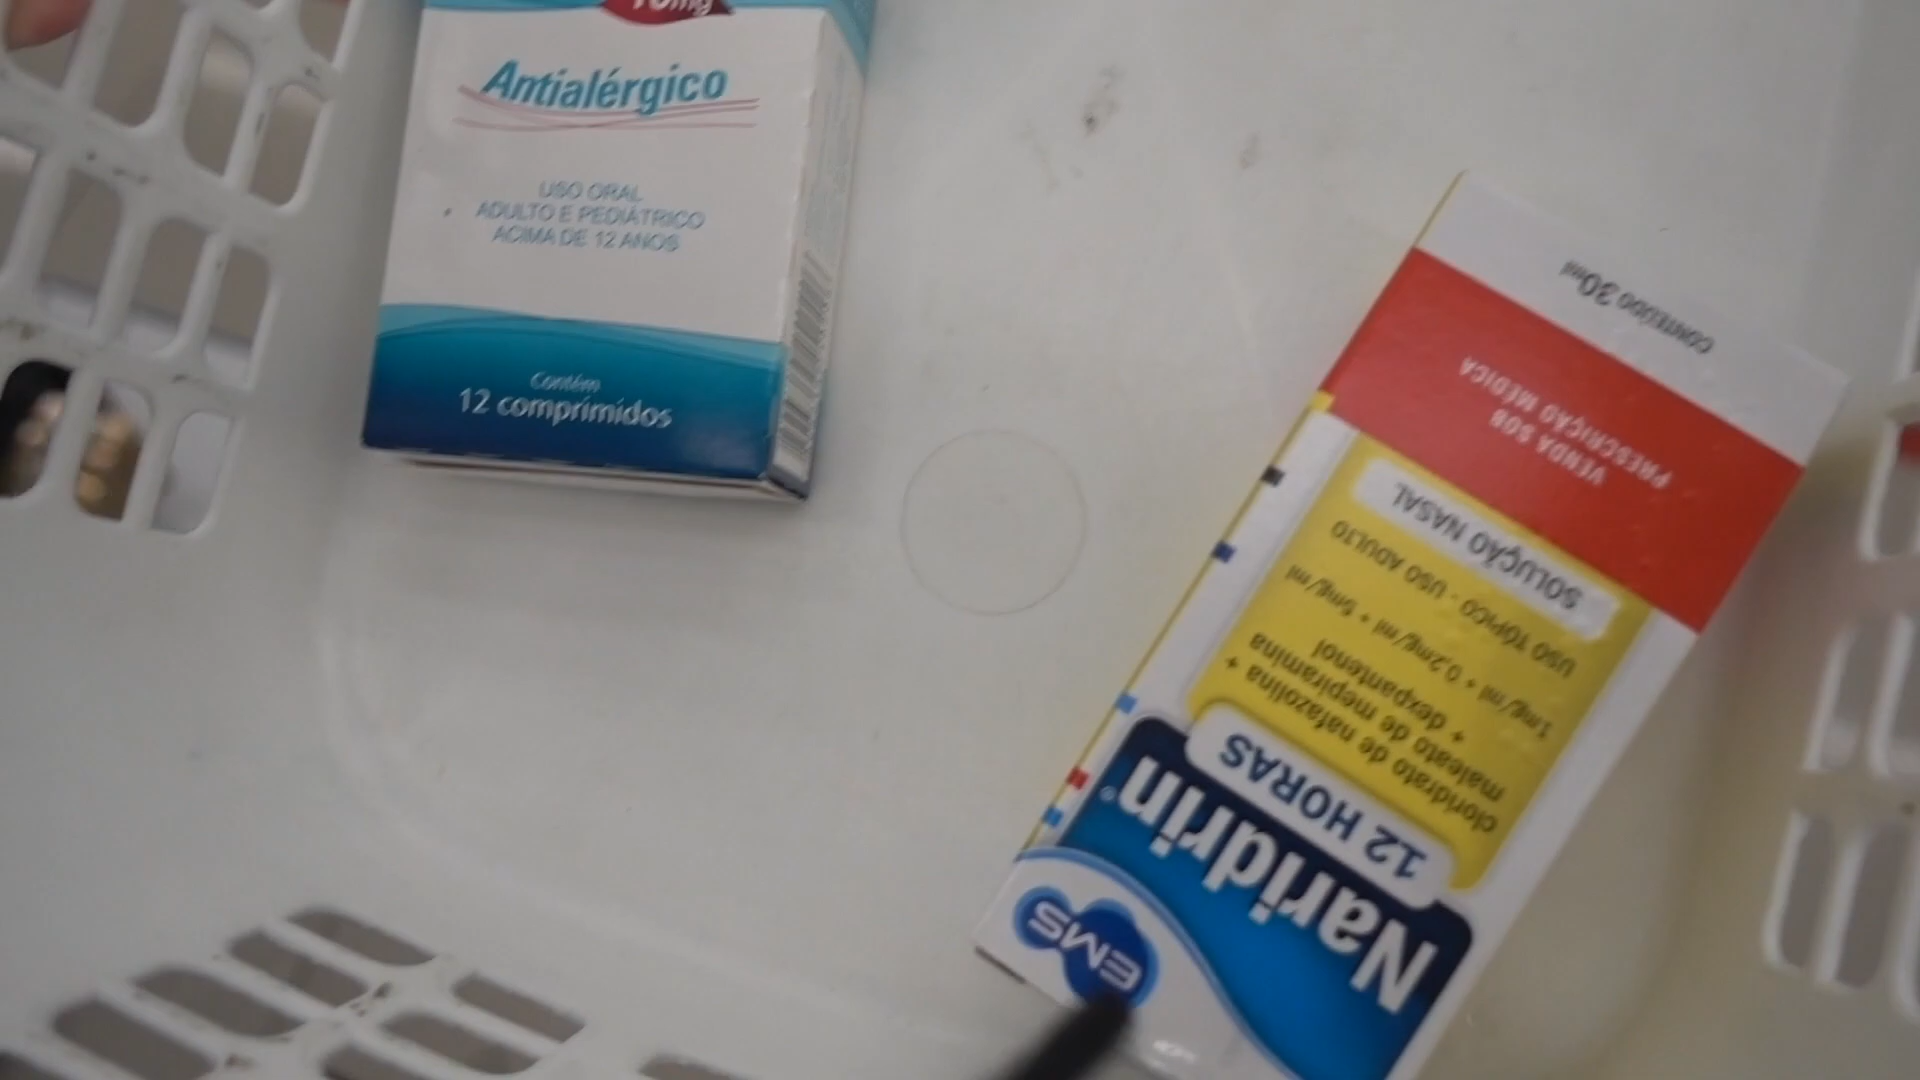 10mg
Antialérgico
USO ORAL
ADULTO E PEDIÁTRICO
ACIMA DE 12 ANOS
Contém
12 comprimidos
EMS
Naridrin®
12 HORAS
cloridrato de nafazolina +
maleato de mepiramina
+ dexpantenol
1mg/ml + 0,2mg/ml + 5mg/ml
USO TÓPICO - USO ADULTO
SOLUÇÃO NASAL
VENDA SOB
PRESCRIÇÃO MÉDICA
CONTEÚDO 30ml